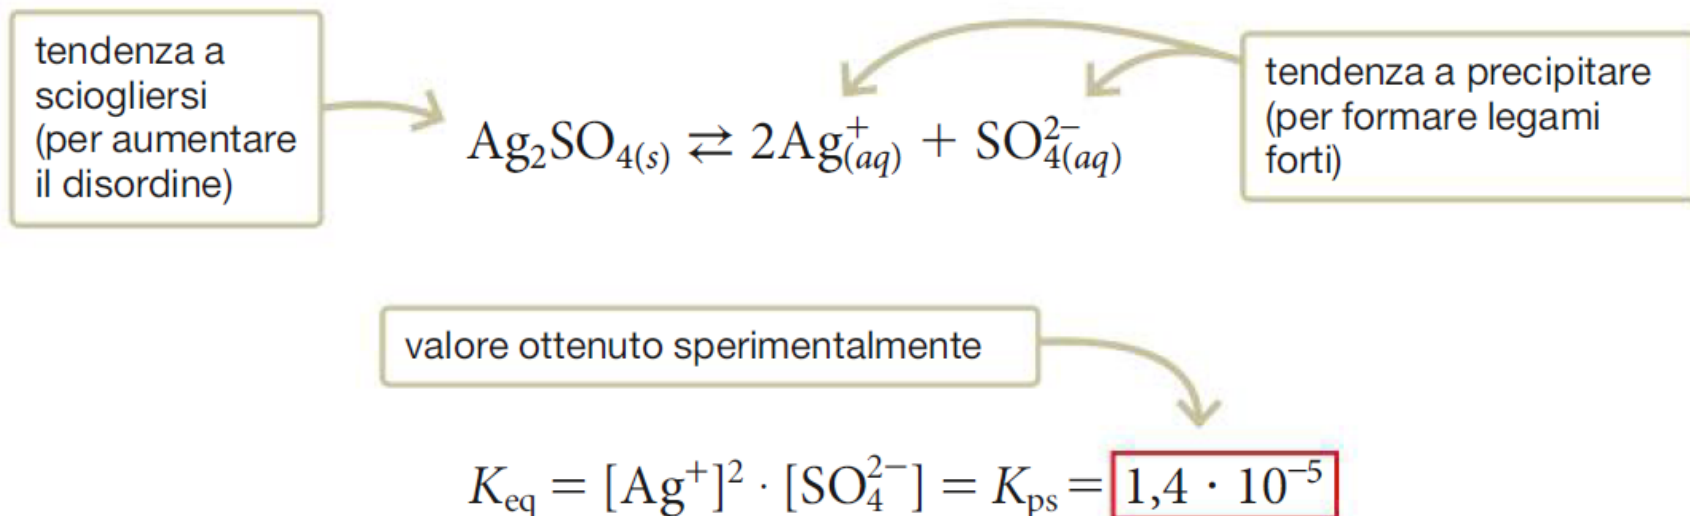 tendenza a
sciogliersi
(per aumentare
il disordine)
Ag₂SO₄₍s₎ ⇄ 2Ag⁺(aq) + SO₄²⁻(aq)
tendenza a precipitare
(per formare legami
forti)
valore ottenuto sperimentalmente
Keq = [Ag⁺]² · [SO₄²⁻] = Kps = 1,4 · 10⁻⁵